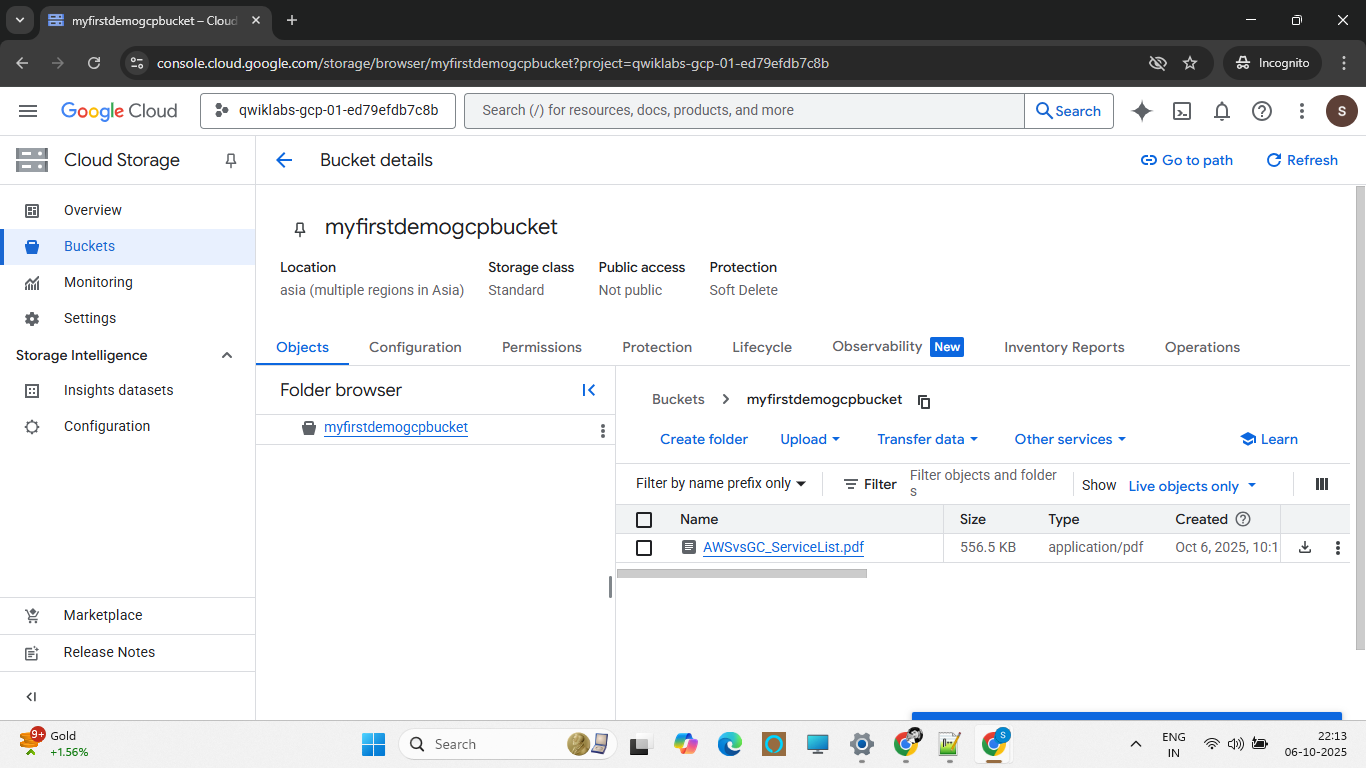 myfirstdemogcpbucket – Cloud
console.cloud.google.com/storage/browser/myfirstdemogcpbucket?project=qwiklabs-gcp-01-ed79efdb7c8b
Incognito
Google Cloud
qwiklabs-gcp-01-ed79efdb7c8b
Search (/) for resources, docs, products, and more
Search
S
Cloud Storage
Bucket details
Go to path
Refresh
Overview
Buckets
Monitoring
Settings
Storage Intelligence
Insights datasets
Configuration
Marketplace
Release Notes
myfirstdemogcpbucket
Location Storage class Public access Protection
asia (multiple regions in Asia) Standard Not public Soft Delete
Objects Configuration Permissions Protection Lifecycle Observability New Inventory Reports Operations
Folder browser
myfirstdemogcpbucket
Buckets myfirstdemogcpbucket
Create folder Upload Transfer data Other services Learn
Filter by name prefix only Filter Filter objects and folder
s
Show Live objects only
Name Size Type Created
AWSvsGC_ServiceList.pdf 556.5 KB application/pdf Oct 6, 2025, 10:1
9+
Gold
+1.56%
Search
S
ENG
IN
22:13
06-10-2025